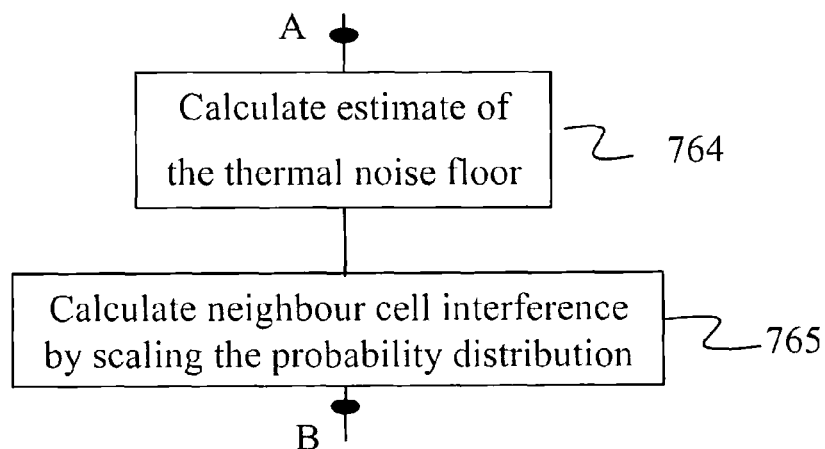 A
Calculate estimate of
the thermal noise floor
764
Calculate neighbour cell interference
by scaling the probability distribution
765
B